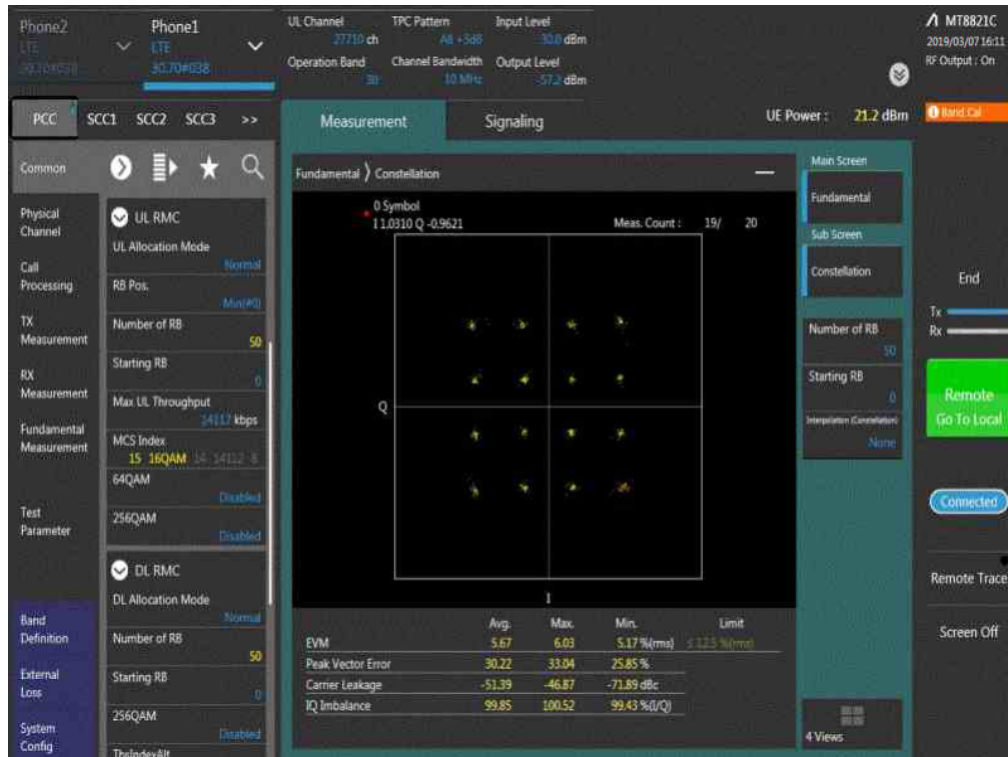 Phone2
LTE
Phone1
LTE
30.70#038
UL Channel
27710 ch
TPC Pattern
All +3dB
Input Level
30.0 dBm
Operation Band
30
Channel Bandwidth
10 MHz
Output Level
-57.2 dBm
MT8821C
2019/03/07 16:11
RF Output : On
Band Cal
PCC SCC1 SCC2 SCC3 >>
Measurement
Signaling
UE Power : 21.2 dBm
Common
Physical
Channel
Call
Processing
TX
Measurement
RX
Measurement
Fundamental
Measurement
Test
Parameter
Band
Definition
External
Loss
System
Config
UL RMC
UL Allocation Mode
Normal
RB Pos.
Min(#0)
Number of RB
50
Starting RB
0
Max UL Throughput
14117 kbps
MCS Index
15 16QAM 14 14112 8
64QAM
Disabled
256QAM
Disabled
DL RMC
DL Allocation Mode
Normal
Number of RB
50
Starting RB
0
256QAM
Disabled
TbsIndexAlt
Fundamental 〉 Constellation
0 Symbol
I 1.0310 Q -0.9621
Meas. Count : 19/ 20
Q
I
Avg. Max. Min. Limit
EVM 5.67 6.03 5.17 %(rms) ≤ 12.5 %(rms)
Peak Vector Error 30.22 33.04 25.85 %
Carrier Leakage -51.39 -46.87 -71.89 dBc
IQ Imbalance 99.85 100.52 99.43 %(I/Q)
Main Screen
Fundamental
Sub Screen
Constellation
Number of RB
50
Starting RB
0
Interpolation (Constellation)
None
4 Views
End
Tx
Rx
Remote
Go To Local
Connected
Remote Trace
Screen Off